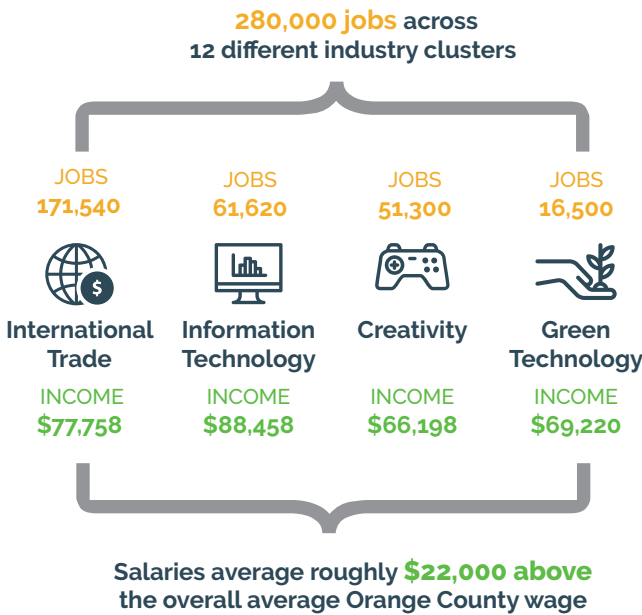 280,000 jobs across
12 different industry clusters
JOBS
171,540
JOBS
61,620
JOBS
51,300
JOBS
16,500
$
International
Trade
Information
Technology
Creativity
Green
Technology
INCOME
$77,758
INCOME
$88,458
INCOME
$66,198
INCOME
$69,220
Salaries average roughly $22,000 above
the overall average Orange County wage